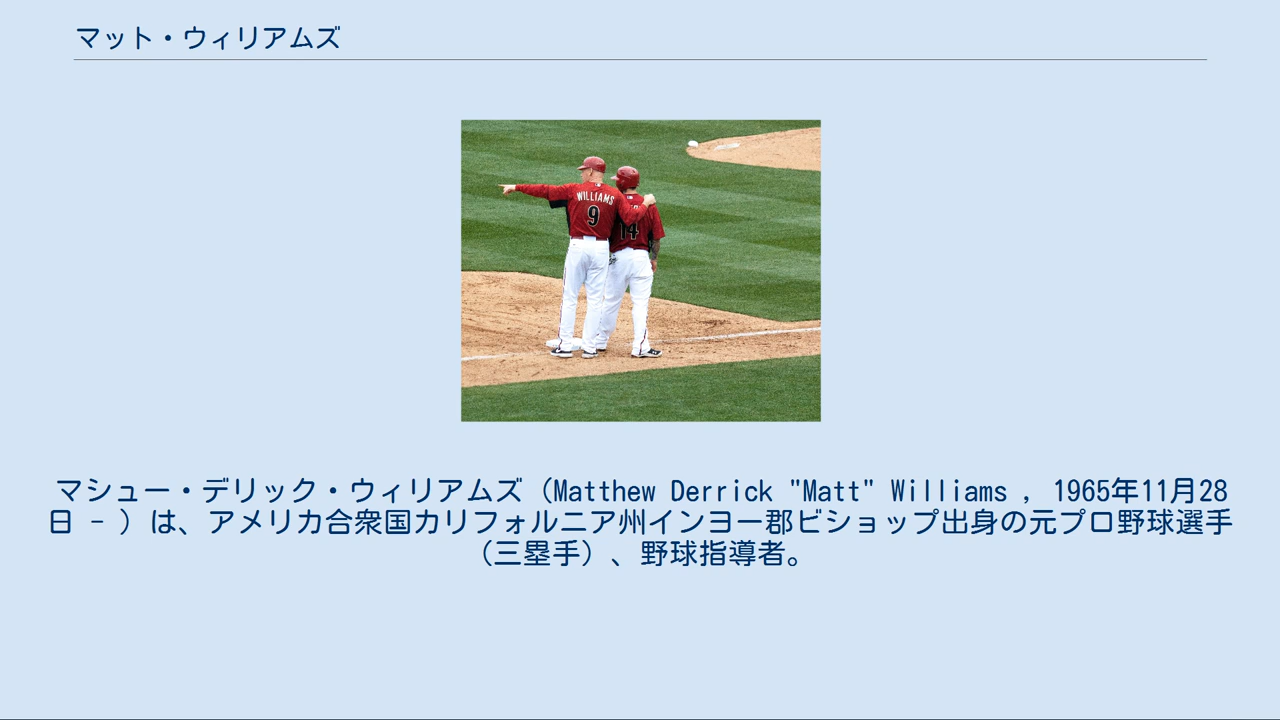 マット・ウィリアムズ
WILLIAMS
9
14
マシュー・デリック・ウィリアムズ（Matthew Derrick "Matt" Williams , 1965年11月28
日 - ）は、アメリカ合衆国カリフォルニア州インヨー郡ビショップ出身の元プロ野球選手
（三塁手）、野球指導者。